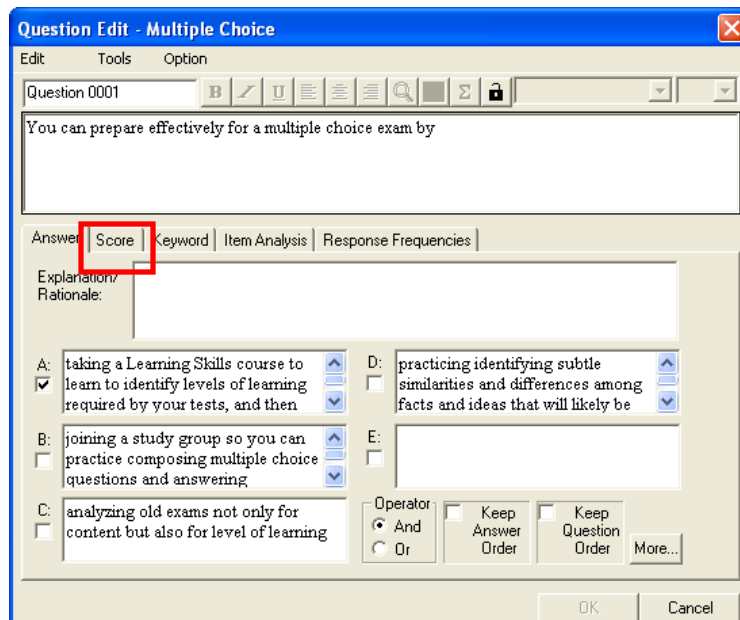 Question Edit - Multiple Choice
Edit Tools Option
Question 0001 B I U Σ
You can prepare effectively for a multiple choice exam by
Answer Score Keyword Item Analysis Response Frequencies
Explanation/
Rationale:
A: taking a Learning Skills course to
learn to identify levels of learning
required by your tests, and then
D: practicing identifying subtle
similarities and differences among
facts and ideas that will likely be
B: joining a study group so you can
practice composing multiple choice
questions and answering
E:
C: analyzing old exams not only for
content but also for level of learning
Operator
And
Or
Keep
Answer
Order
Keep
Question
Order
More...
OK Cancel